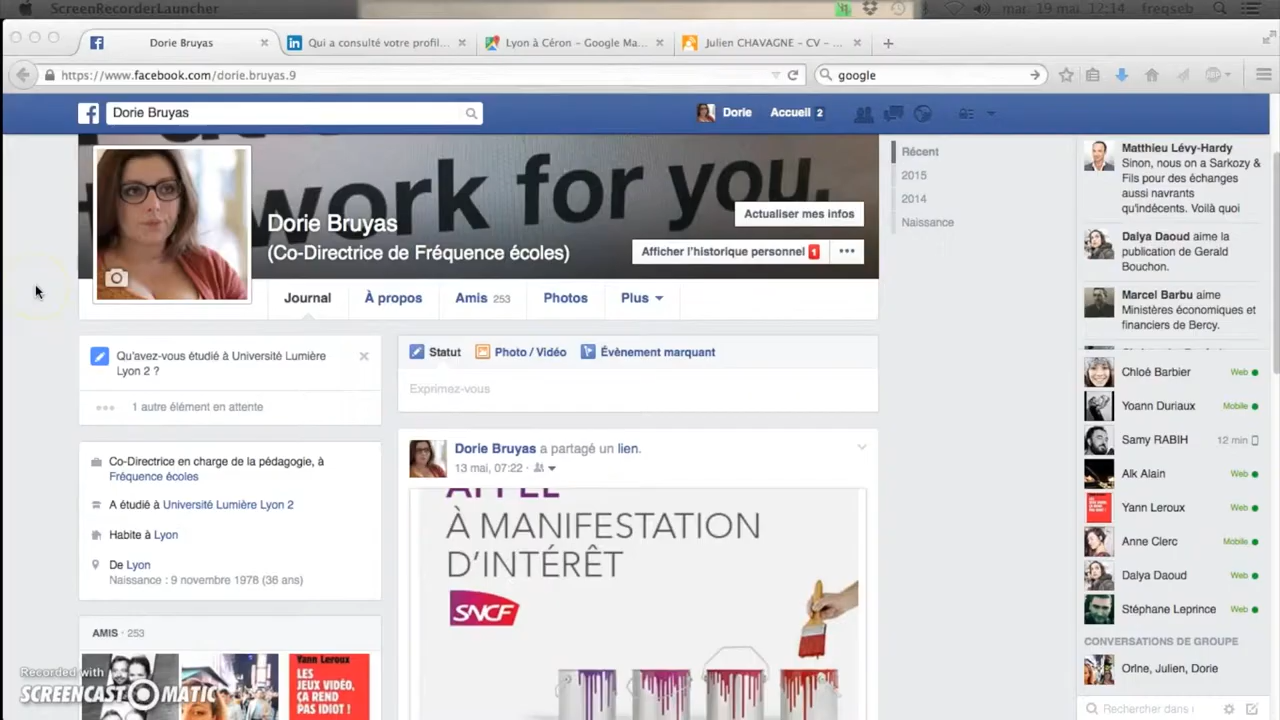 ScreenRecorderLauncher
mar. 19 mai. 12:14 freqseb
Dorie Bruyas
Qui a consulté votre profil...
Lyon à Céron - Google Ma...
Julien CHAVAGNE - CV - ...
https://www.facebook.com/dorie.bruyas.9
google
Dorie Bruyas
Dorie
Accueil 2
work for you.
Dorie Bruyas
(Co-Directrice de Fréquence écoles)
Actualiser mes infos
Afficher l'historique personnel 1
Journal
À propos
Amis 253
Photos
Plus
Récent
2015
2014
Naissance
Qu'avez-vous étudié à Université Lumière
Lyon 2 ?
1 autre élément en attente
Co-Directrice en charge de la pédagogie, à
Fréquence écoles
A étudié à Université Lumière Lyon 2
Habite à Lyon
De Lyon
Naissance : 9 novembre 1978 (36 ans)
AMIS · 253
Yann Leroux
LES
JEUX VIDÉO,
ÇA REND
PAS IDIOT !
Statut
Photo / Vidéo
Évènement marquant
Exprimez-vous
Dorie Bruyas a partagé un lien.
13 mai, 07:22
APPEL
À MANIFESTATION
D'INTÉRÊT
SNCF
Matthieu Lévy-Hardy
Sinon, nous on a Sarkozy &
Fils pour des échanges
aussi navrants
qu'indécents. Voilà quoi
Dalya Daoud aime la
publication de Gerald
Bouchon.
Marcel Barbu aime
Ministères économiques et
financiers de Bercy.
Chloé Barbier Web
Yoann Duriaux Mobile
Samy RABIH 12 min
Alk Alain Web
Yann Leroux Web
Anne Clerc Mobile
Dalya Daoud Web
Stéphane Leprince Web
CONVERSATIONS DE GROUPE
Orlne, Julien, Dorie
Rechercher dans
Recorded with
SCREENCAST MATIC